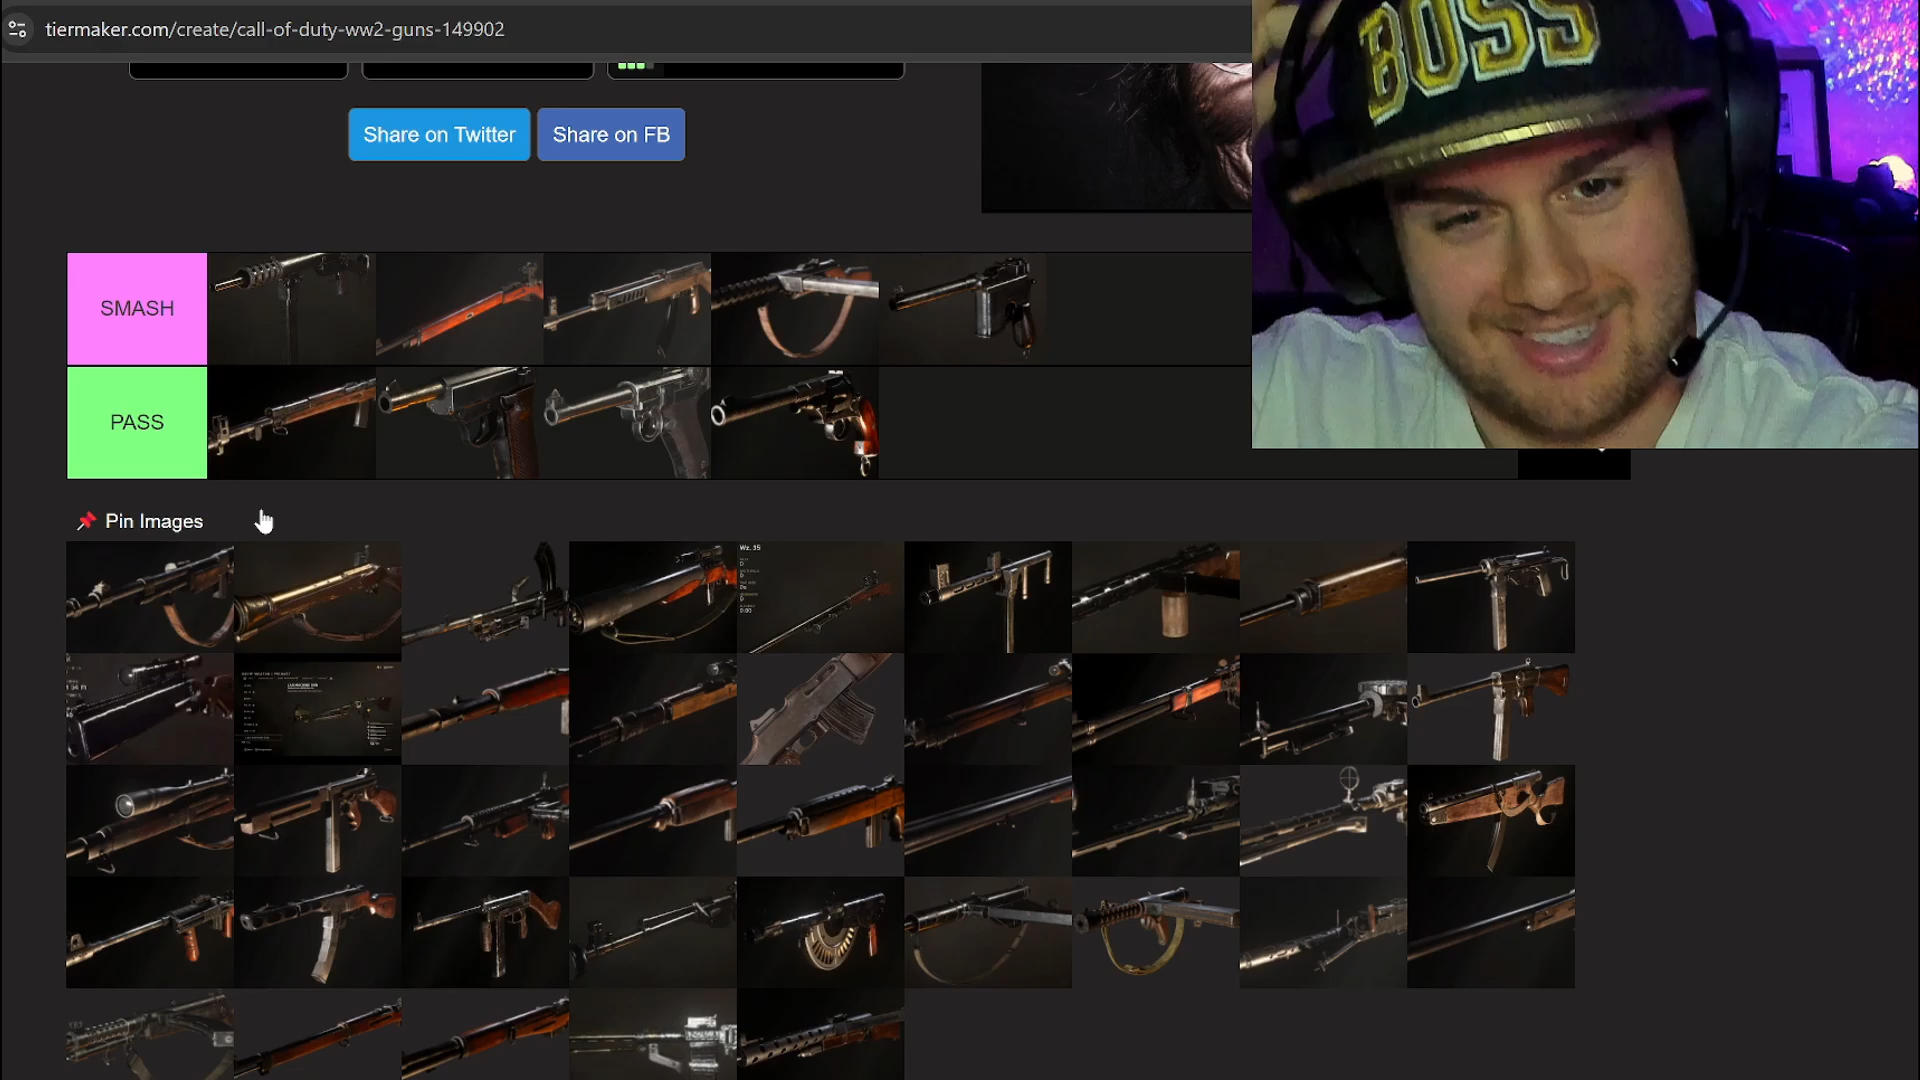 tiermaker.com/create/call-of-duty-ww2-guns-149902
BOSS
Share on Twitter
Share on FB
SMASH
PASS
Pin Images
Wz. 35